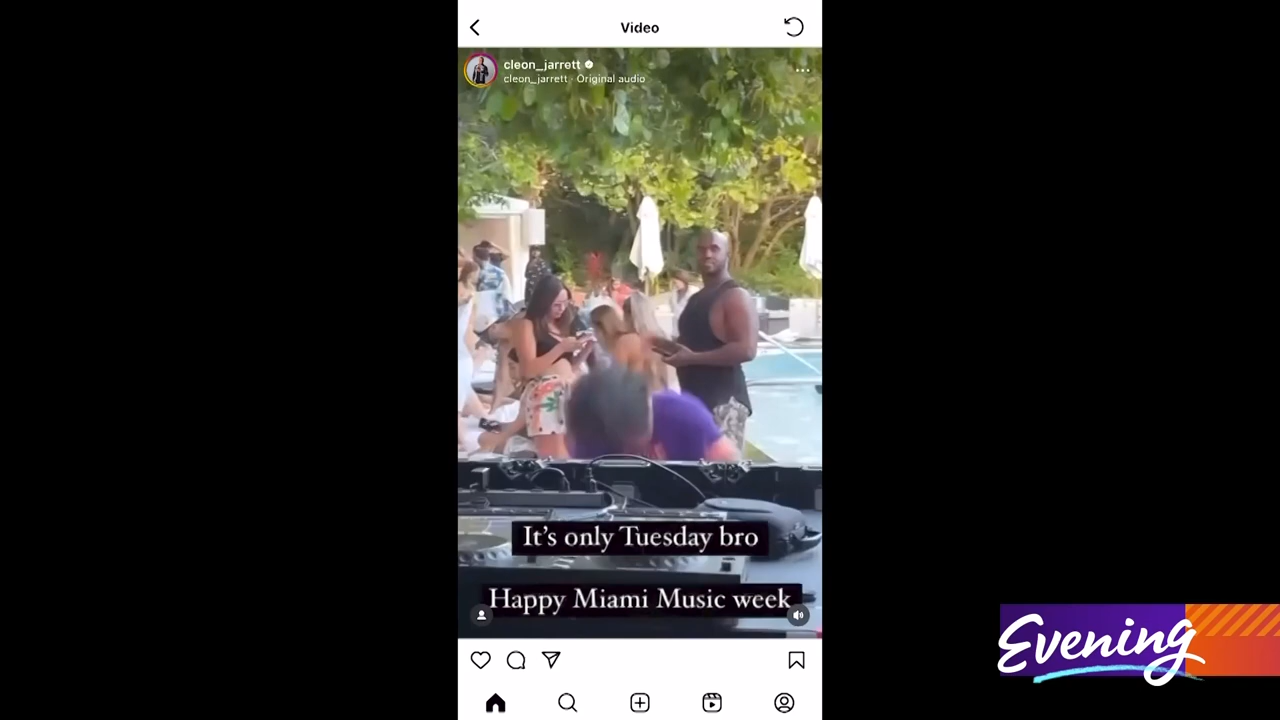 Video
cleon_jarrett
cleon_jarrett · Original audio
It's only Tuesday bro
Happy Miami Music week
Evening